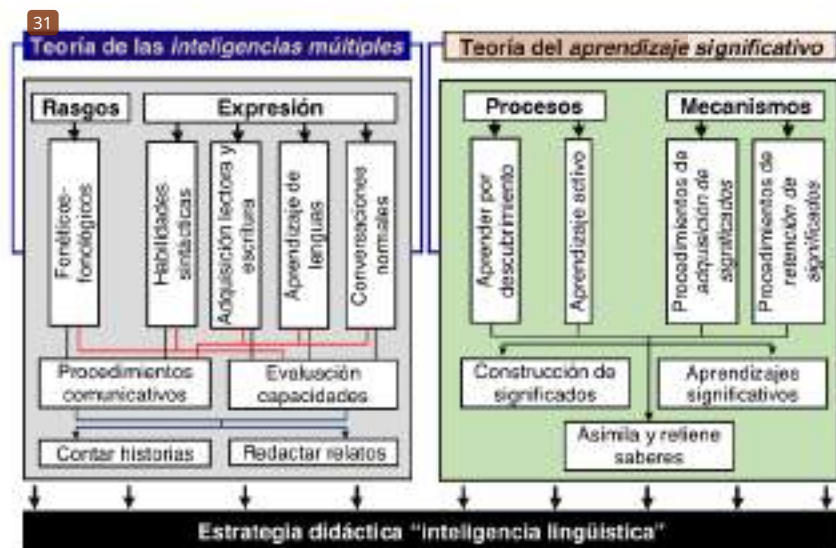 31
Teoría de las inteligencias múltiples
Teoría del aprendizaje significativo
Rasgos
Expresión
Procesos
Mecanismos
Fonéticos-
fonológicos
Habilidades
sintácticas
Adquisición lectora y
escritura
Aprendizaje de
lenguas
Conversaciones
normales
Aprender por
descubrimiento
Aprendizaje activo
Procedimientos de
adquisición de
significados
Procedimientos de
retención de
significados
Procedimientos
comunicativos
Evaluación
capacidades
Construcción de
significados
Aprendizajes
significativos
Contar historias
Redactar relatos
Asimila y retiene
saberes
Estrategia didáctica "inteligencia lingüística"